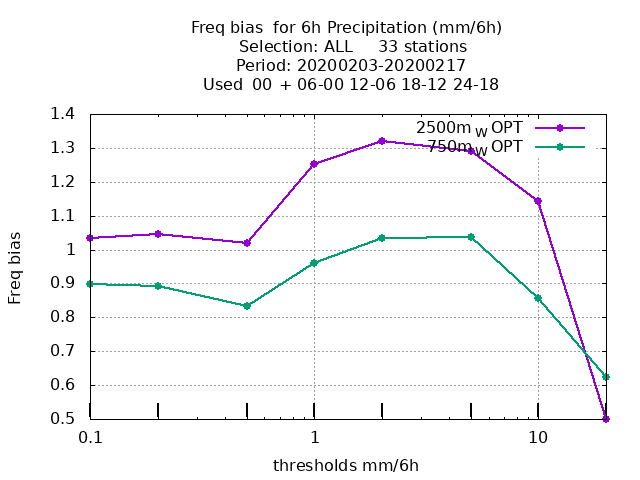 Freq bias  for 6h Precipitation (mm/6h)
Selection: ALL     33 stations
Period: 20200203-20200217
Used  00  + 06-00 12-06 18-12 24-18
2500m W OPT
750m W OPT
1.4
1.3
1.2
1.1
1
0.9
0.8
0.7
0.6
0.5
Freq bias
0.1 1 10
thresholds mm/6h